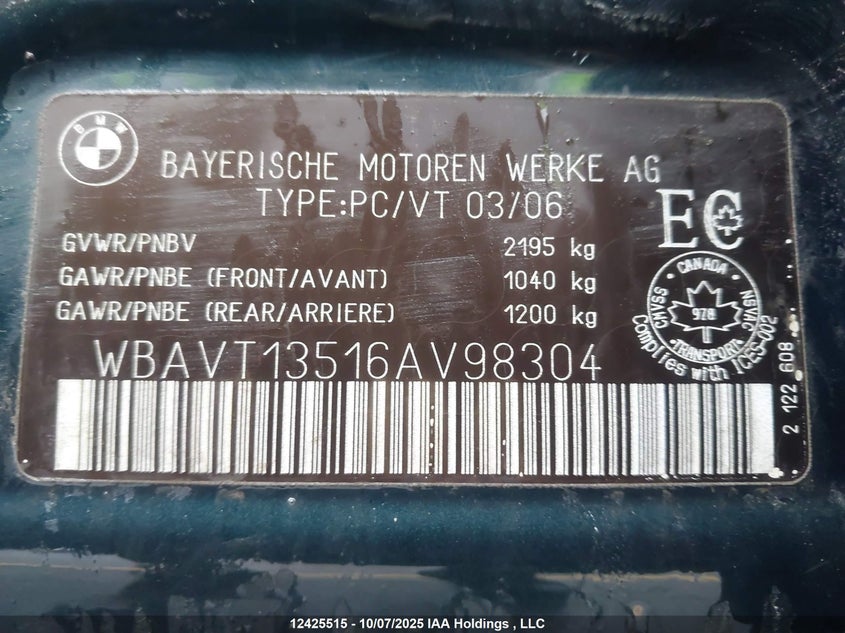 BMW
BAYERISCHE MOTOREN WERKE AG
TYPE:PC/VT 03/06
GVWR/PNBV 2195 kg
GAWR/PNBE (FRONT/AVANT) 1040 kg
GAWR/PNBE (REAR/ARRIERE) 1200 kg
WBAVT13516AV98304
EC
CANADA
CMVSS
NSVAC
978
TRANSPORT
Complies with ICES-002
2 122 608
12425515 - 10/07/2025 IAA Holdings , LLC